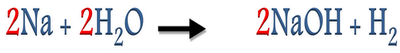 2Na + 2H₂O → 2NaOH + H₂